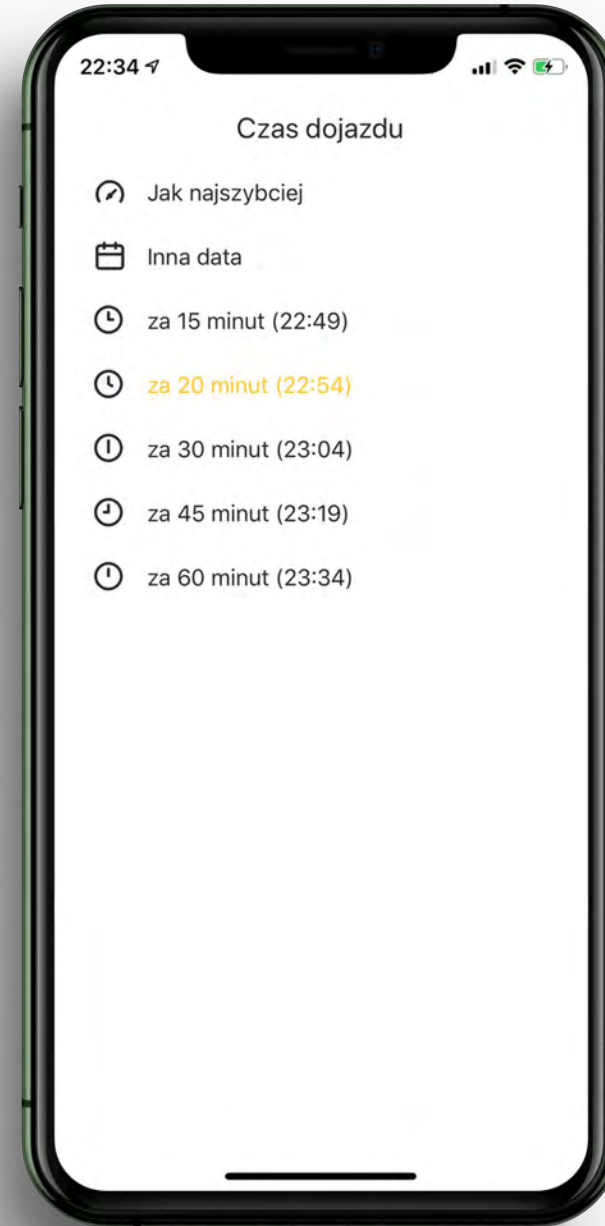 22:34
Czas dojazdu
Jak najszybciej
Inna data
za 15 minut (22:49)
za 20 minut (22:54)
za 30 minut (23:04)
za 45 minut (23:19)
za 60 minut (23:34)